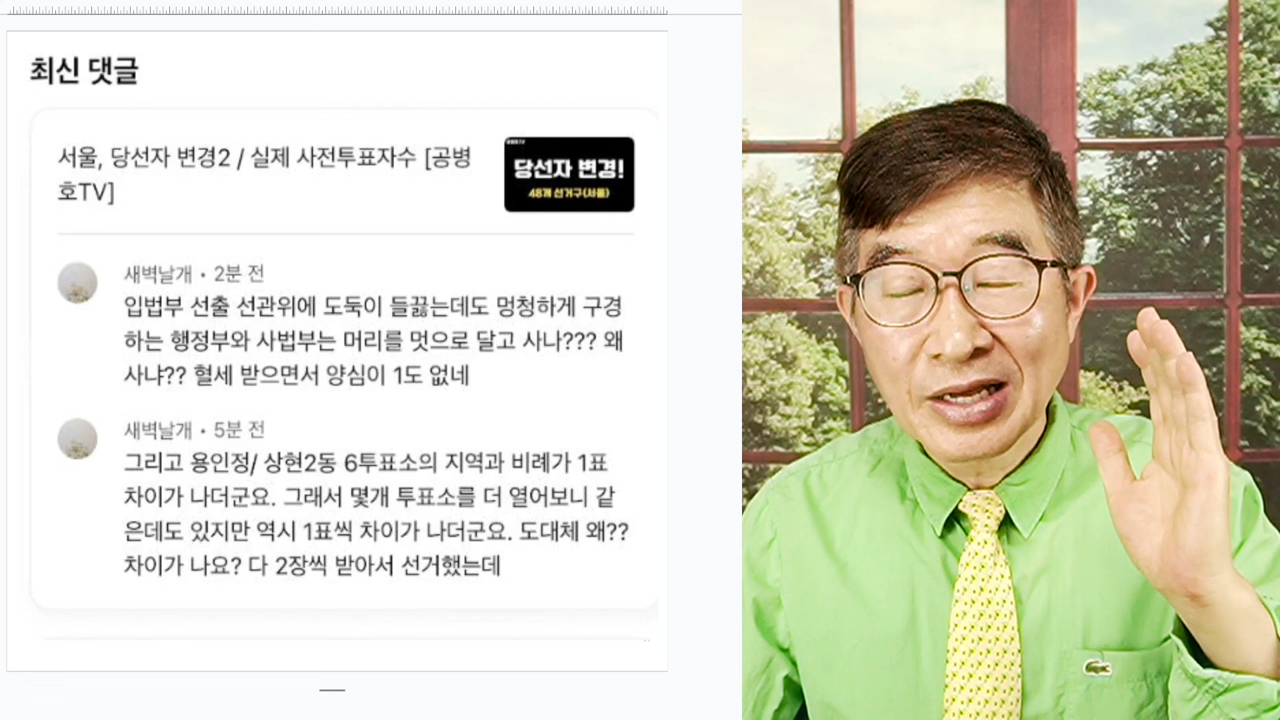 최신 댓글
서울, 당선자 변경2 / 실제 사전투표자수 [공병
호TV]
당선자 변경!
48개 선거구(서울)
새벽날개 • 2분 전
입법부 선출 선관위에 도둑이 들끓는데도 멍청하게 구경
하는 행정부와 사법부는 머리를 멋으로 달고 사나??? 왜
사냐?? 혈세 받으면서 양심이 1도 없네
새벽날개 • 5분 전
그리고 용인정/ 상현2동 6투표소의 지역과 비례가 1표
차이가 나더군요. 그래서 몇개 투표소를 더 열어보니 같
은데도 있지만 역시 1표씩 차이가 나더군요. 도대체 왜??
차이가 나요? 다 2장씩 받아서 선거했는데